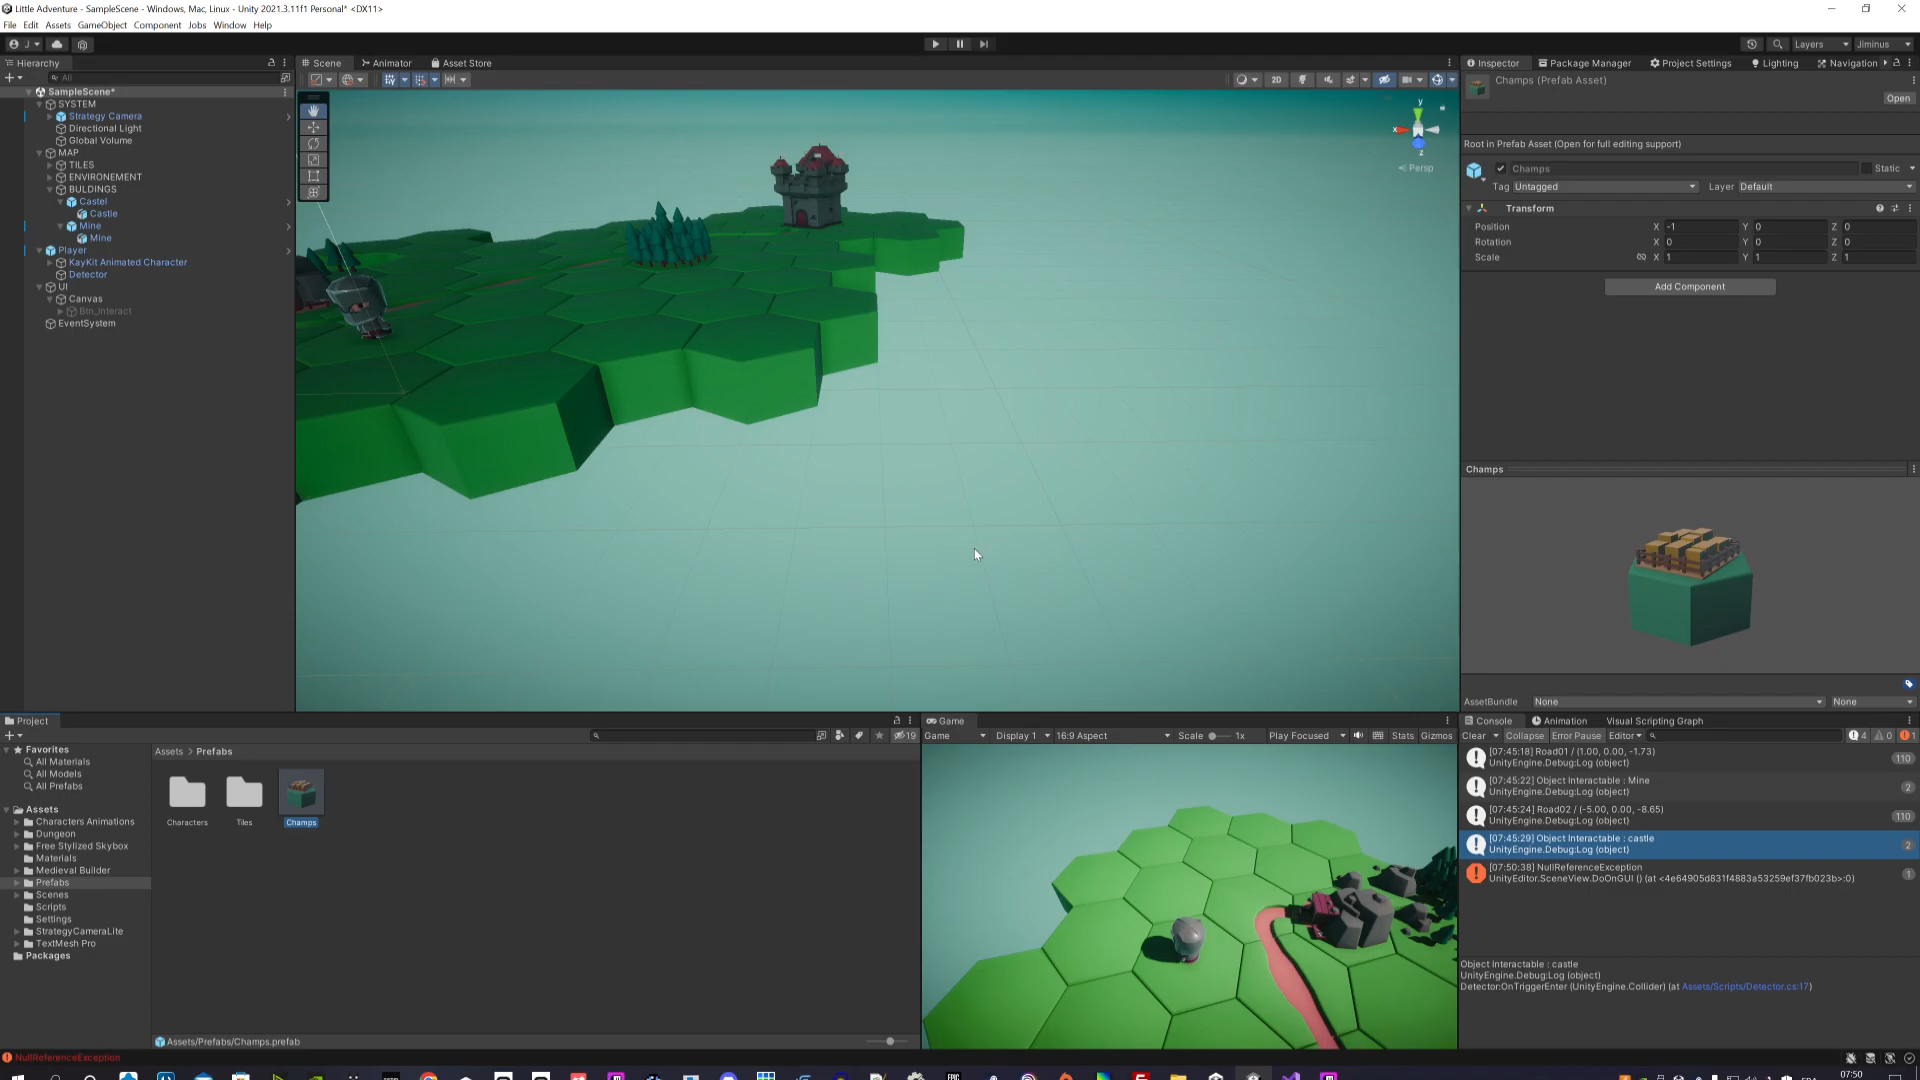 Little Adventure - SampleScene - Windows, Mac, Linux - Unity 2021.3.11f1 Personal* <DX11>
File Edit Assets GameObject Component Jobs Window Help
J
Layers
Jiminus
Hierarchy
All
SampleScene*
SYSTEM
Strategy Camera
Directional Light
Global Volume
MAP
TILES
ENVIRONEMENT
BULDINGS
Castel
Castle
Mine
Mine
Player
KayKit Animated Character
Detector
UI
Canvas
Btn_Interact
EventSystem
Scene Animator Asset Store
2D
y
x
z
Persp
Inspector Package Manager Project Settings Lighting Navigation
Champs (Prefab Asset)
Open
Root in Prefab Asset (Open for full editing support)
Champs Static
Tag Untagged Layer Default
Transform
Position X -1 Y 0 Z 0
Rotation X 0 Y 0 Z 0
Scale X 1 Y 1 Z 1
Add Component
Champs
AssetBundle None None
Project
19
Favorites
All Materials
All Models
All Prefabs
Assets
Characters Animations
Dungeon
Free Stylized Skybox
Materials
Medieval Builder
Prefabs
Scenes
Scripts
Settings
StrategyCameraLite
TextMesh Pro
Packages
Assets > Prefabs
Characters Tiles Champs
Assets/Prefabs/Champs.prefab
Game
Game Display 1 16:9 Aspect Scale 1x Play Focused Stats Gizmos
Console Animation Visual Scripting Graph
Clear Collapse Error Pause Editor 4 0 1
[07:45:18] Road01 / (1.00, 0.00, -1.73)
UnityEngine.Debug:Log (object)
110
[07:45:22] Object Interactable : Mine
UnityEngine.Debug:Log (object)
2
[07:45:24] Road02 / (-5.00, 0.00, -8.65)
UnityEngine.Debug:Log (object)
110
[07:45:29] Object Interactable : castle
UnityEngine.Debug:Log (object)
2
[07:50:38] NullReferenceException
UnityEditor.SceneView.DoOnGUI () (at <4e64905d831f4883a53259ef37fb023b>:0)
1
Object Interactable : castle
UnityEngine.Debug:Log (object)
Detector:OnTriggerEnter (UnityEngine.Collider) (at Assets/Scripts/Detector.cs:17)
NullReferenceException
07:50